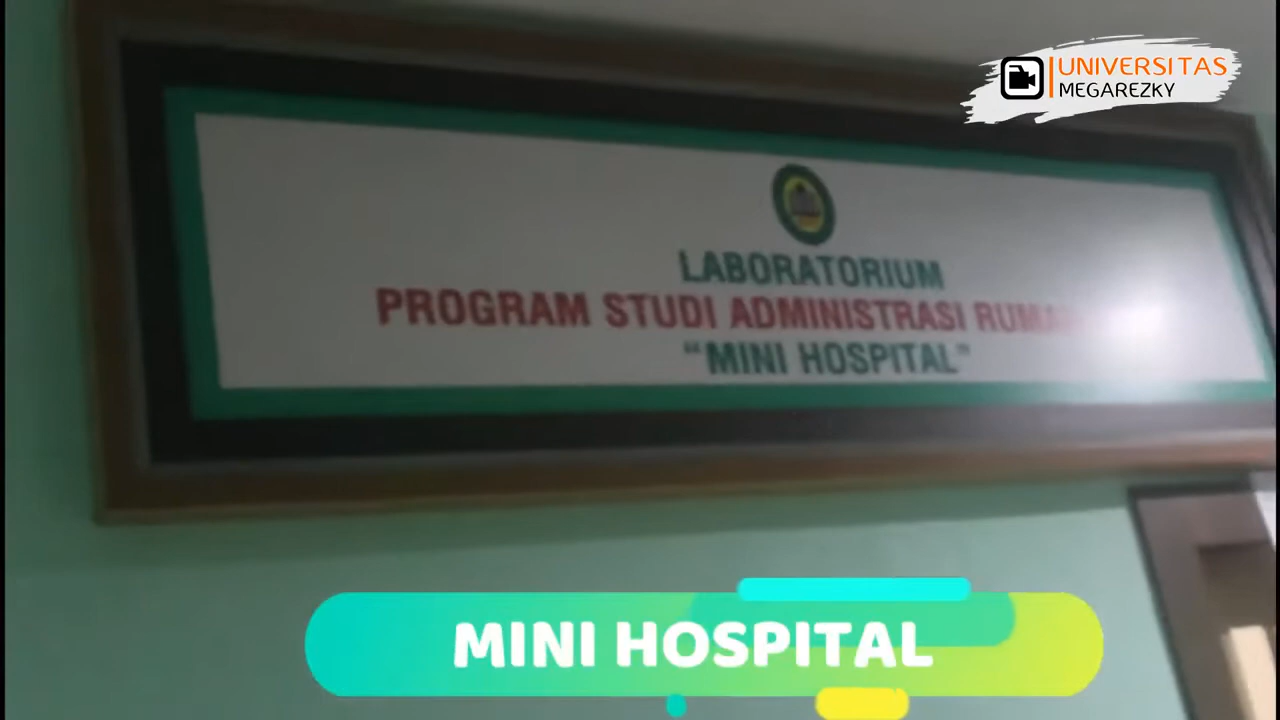 UNIVERSITAS
MEGAREZKY
LABORATORIUM
PROGRAM STUDI ADMINISTRASI
"MINI HOSPITAL"
MINI HOSPITAL